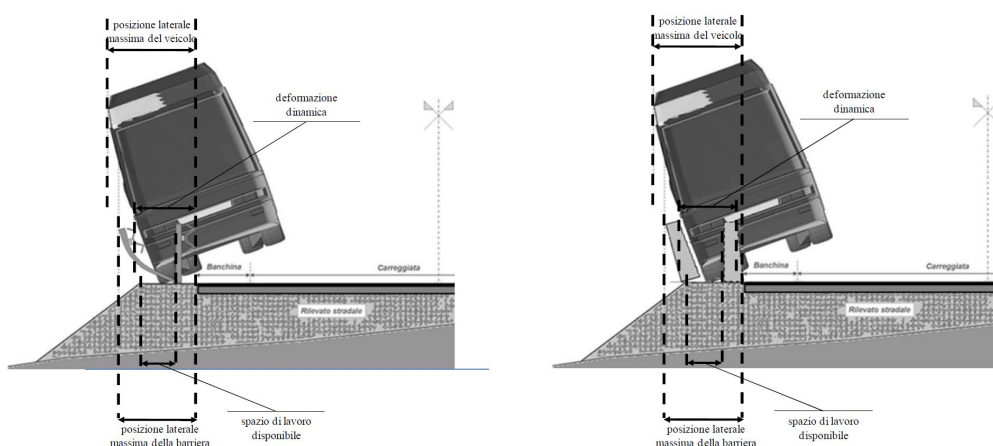 posizione laterale
massima del veicolo
deformazione
dinamica
Banchina
Carreggiata
Rilevato stradale
spazio di lavoro
disponibile
posizione laterale
massima della barriera
posizione laterale
massima del veicolo
deformazione
dinamica
Banchina
Carreggiata
Rilevato stradale
spazio di lavoro
disponibile
posizione laterale
massima della barriera